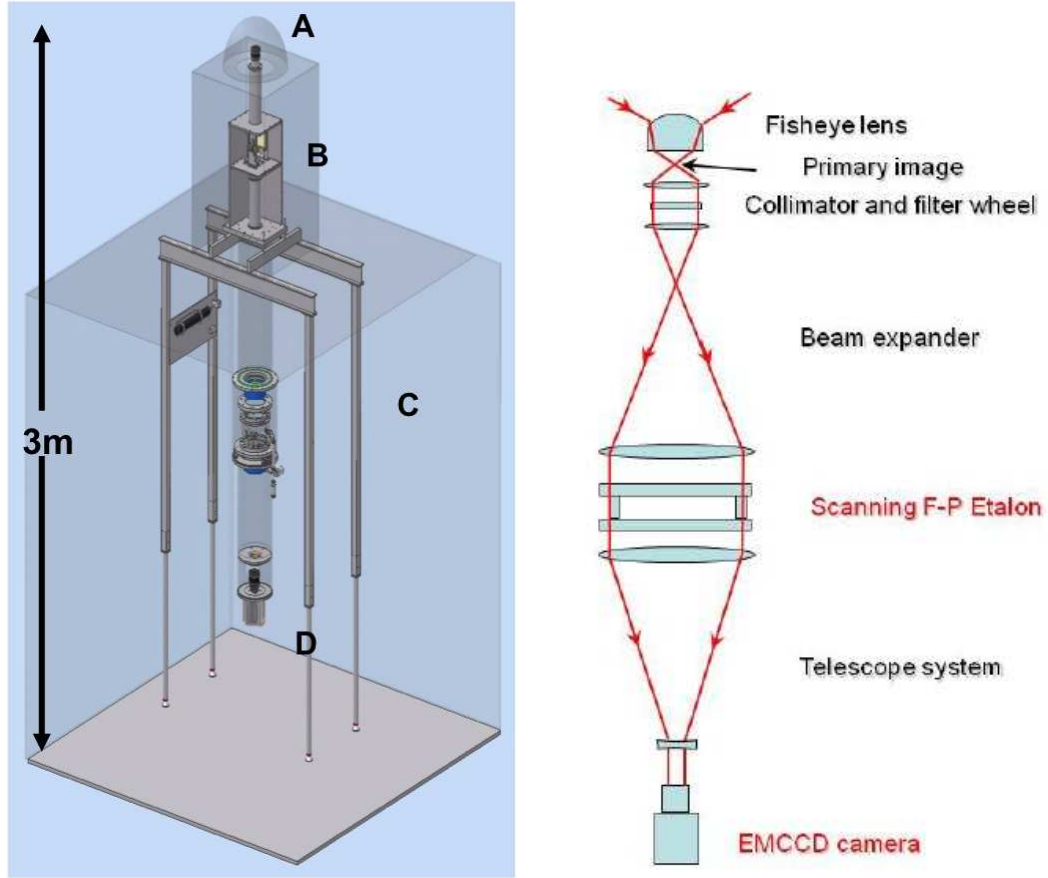 A
B
C
3m
D
Fisheye lens
Primary image
Collimator and filter wheel
Beam expander
Scanning F-P Etalon
Telescope system
EMCCD camera